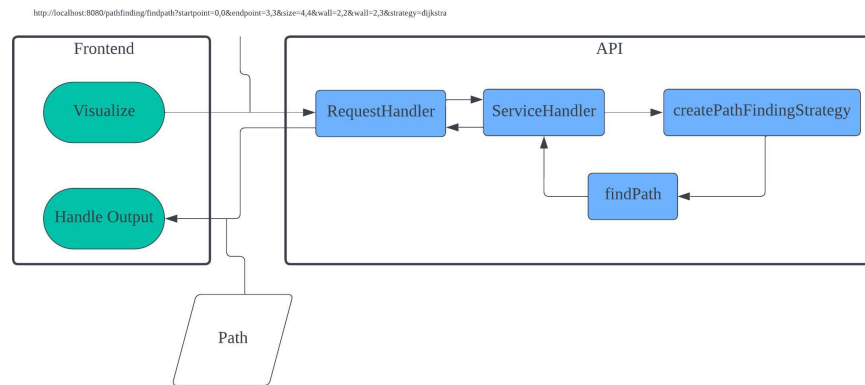 http://localhost:8080/pathfinding/findpath?startpoint=0,0&endpoint=3,3&size=4,4&wall=2,2&wall=2,3&strategy=dijkstra
Frontend
API
Visualize
RequestHandler
ServiceHandler
createPathFindingStrategy
findPath
Handle Output
Path